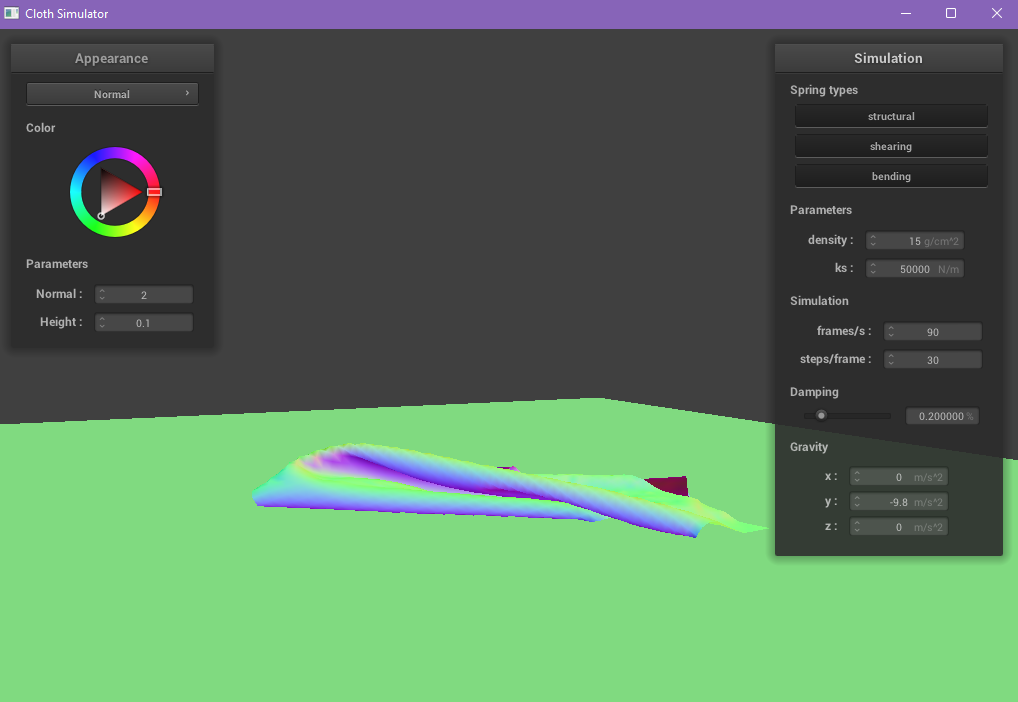 Cloth Simulator
Appearance
Normal
Color
Parameters
Normal : 2
Height : 0.1
Simulation
Spring types
structural
shearing
bending
Parameters
density : 15 g/cm^2
ks : 50000 N/m
Simulation
frames/s : 90
steps/frame : 30
Damping
0.200000 %
Gravity
x : 0 m/s^2
y : -9.8 m/s^2
z : 0 m/s^2